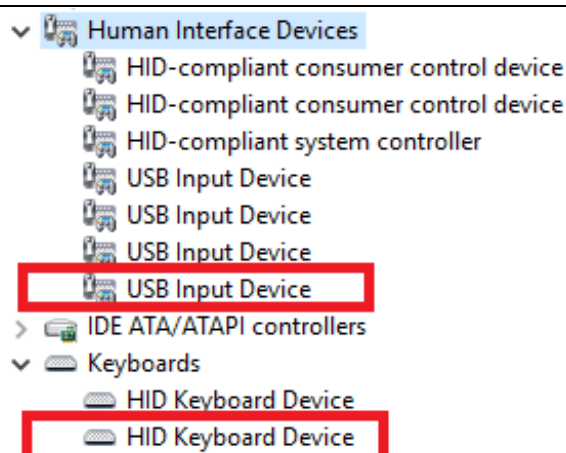 Human Interface Devices
HID-compliant consumer control device
HID-compliant consumer control device
HID-compliant system controller
USB Input Device
USB Input Device
USB Input Device
USB Input Device
IDE ATA/ATAPI controllers
Keyboards
HID Keyboard Device
HID Keyboard Device